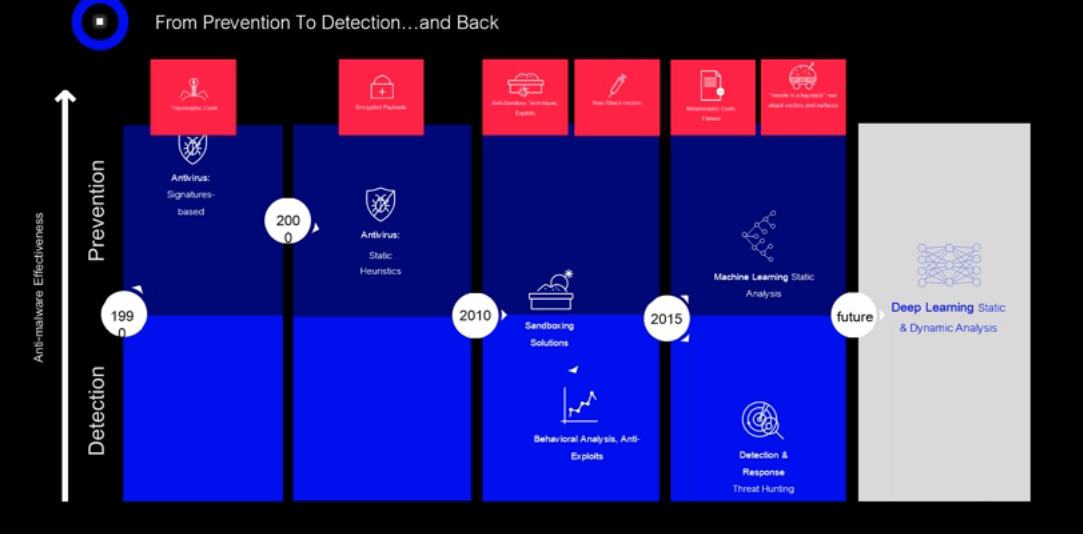 From Prevention To Detection...and Back
Polymorphic Code
Encrypted Payloads
Anti-Sandbox Techniques,
Exploits
New Attack Vectors
Metamorphic Code,
Fileless
"needle in a haystack" new
attack vectors and surfaces
Anti-malware Effectiveness
Prevention
Detection
199
0
Antivirus:
Signatures-
based
200
0
Antivirus:
Static
Heuristics
2010
Sandboxing
Solutions
Behavioral Analysis, Anti-
Exploits
2015
Machine Learning Static
Analysis
Detection &
Response
Threat Hunting
future
Deep Learning Static
& Dynamic Analysis